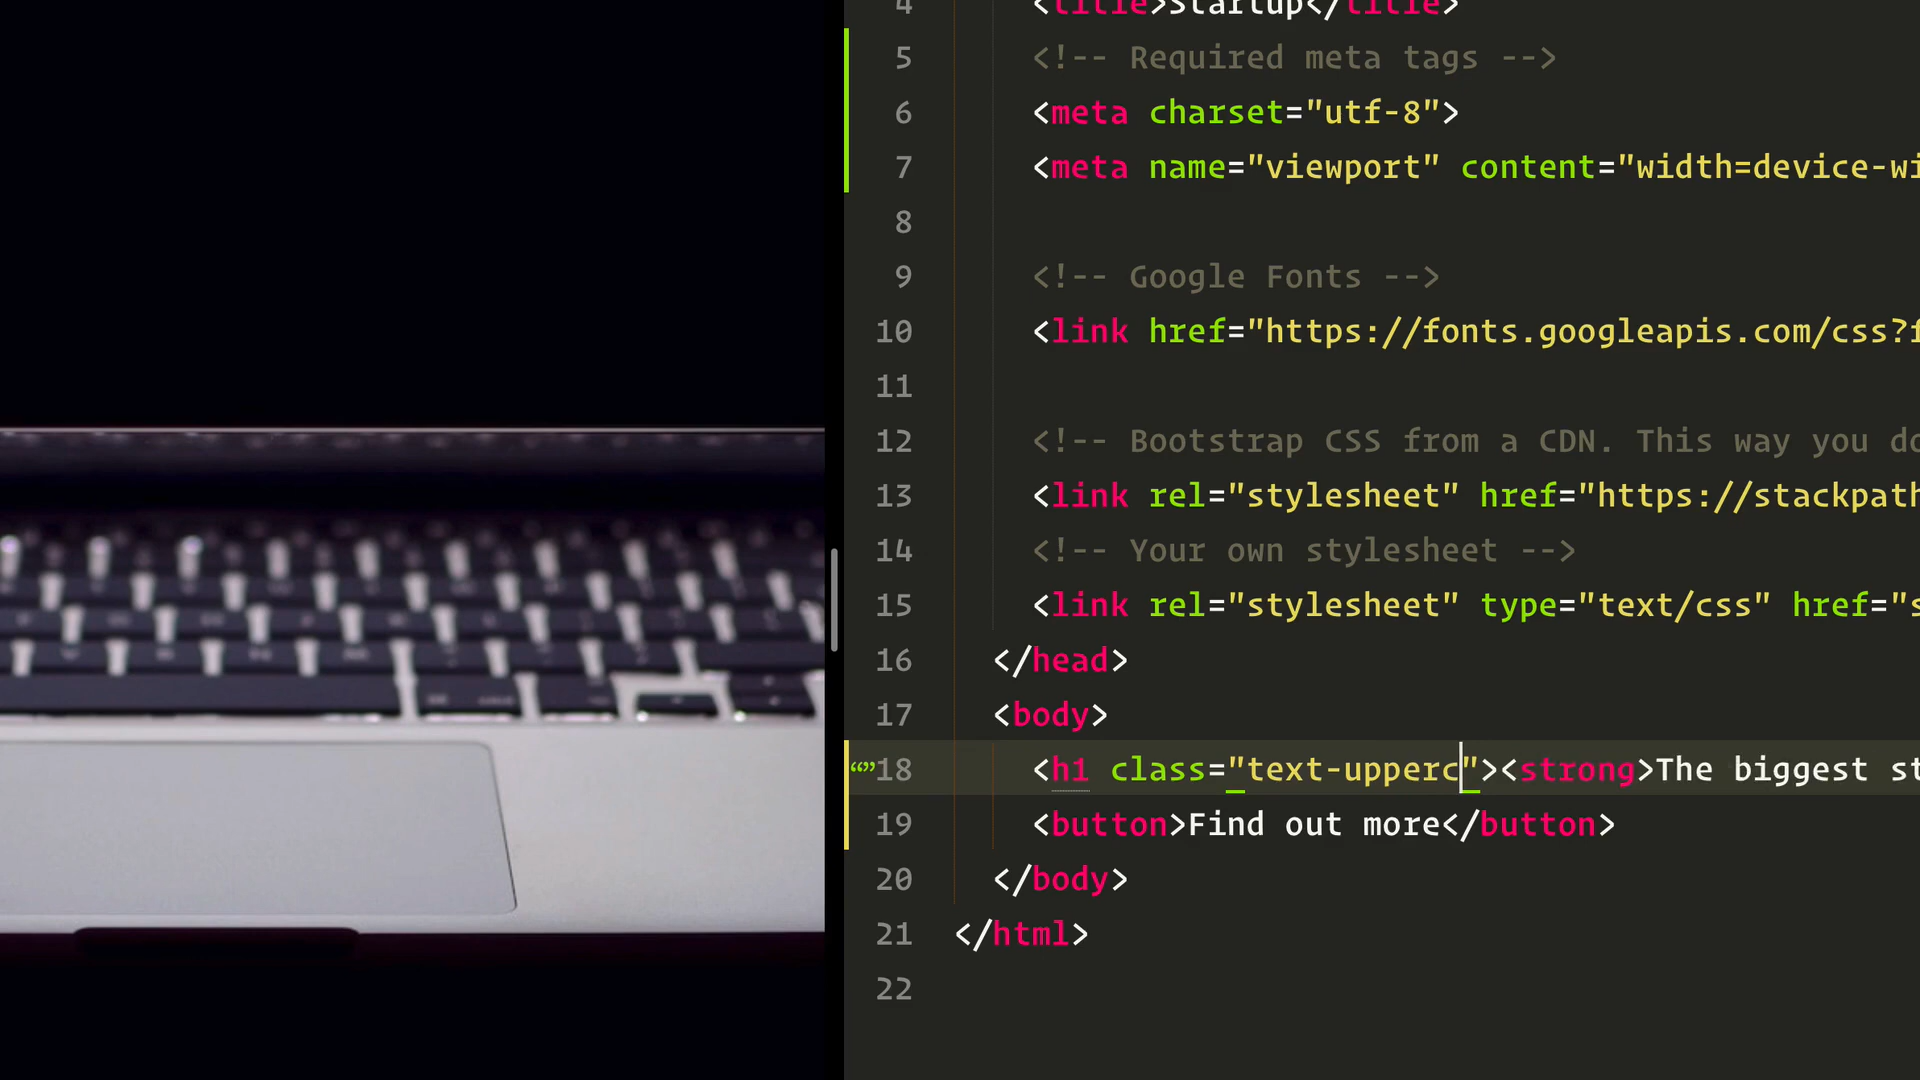 4 <title>Startup</title>
5 <!-- Required meta tags -->
6 <meta charset="utf-8">
7 <meta name="viewport" content="width=device-wi
8
9 <!-- Google Fonts -->
10 <link href="https://fonts.googleapis.com/css?f
11
12 <!-- Bootstrap CSS from a CDN. This way you do
13 <link rel="stylesheet" href="https://stackpath
14 <!-- Your own stylesheet -->
15 <link rel="stylesheet" type="text/css" href="s
16 </head>
17 <body>
“”18 <h1 class="text-upperc"><strong>The biggest st
19 <button>Find out more</button>
20 </body>
21 </html>
22